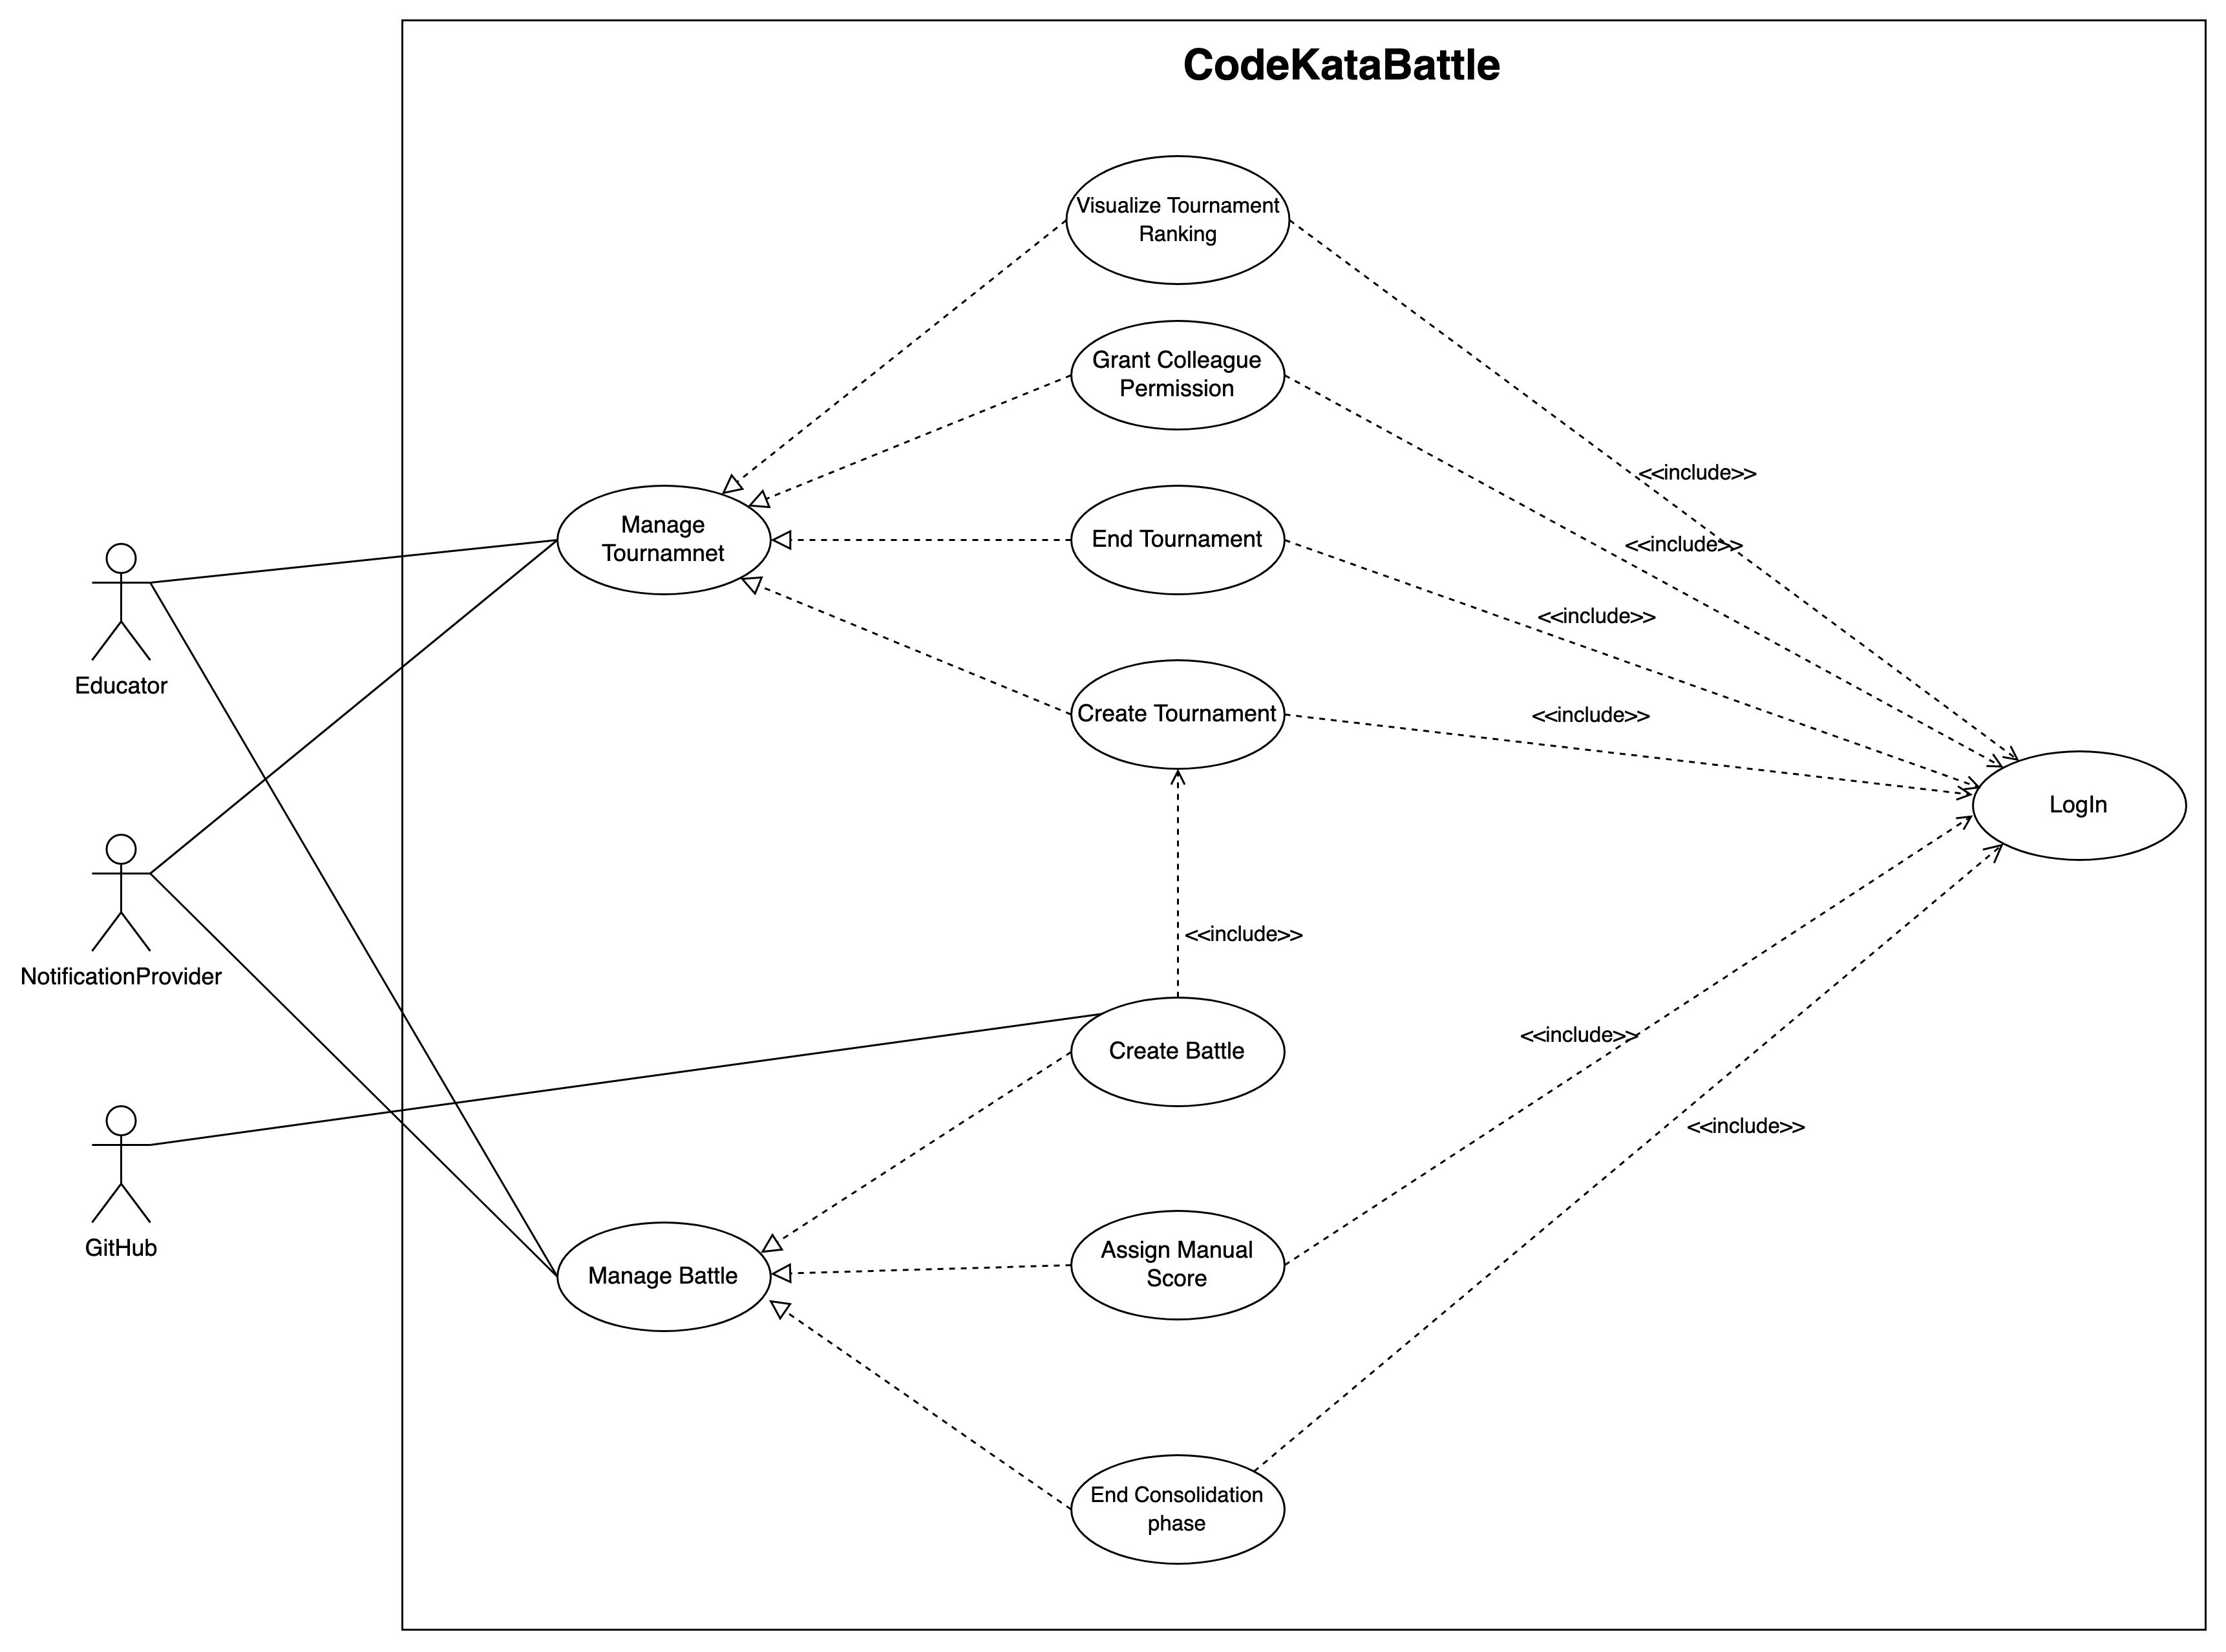 CodeKataBattle
Visualize Tournament
Ranking
Grant Colleague
Permission
<<include>>
Manage
Tournamnet
End Tournament
<<include>>
<<include>>
Educator
Create Tournament
<<include>>
LogIn
NotificationProvider
<<include>>
Create Battle
<<include>>
<<include>>
GitHub
Manage Battle
Assign Manual
Score
End Consolidation
phase